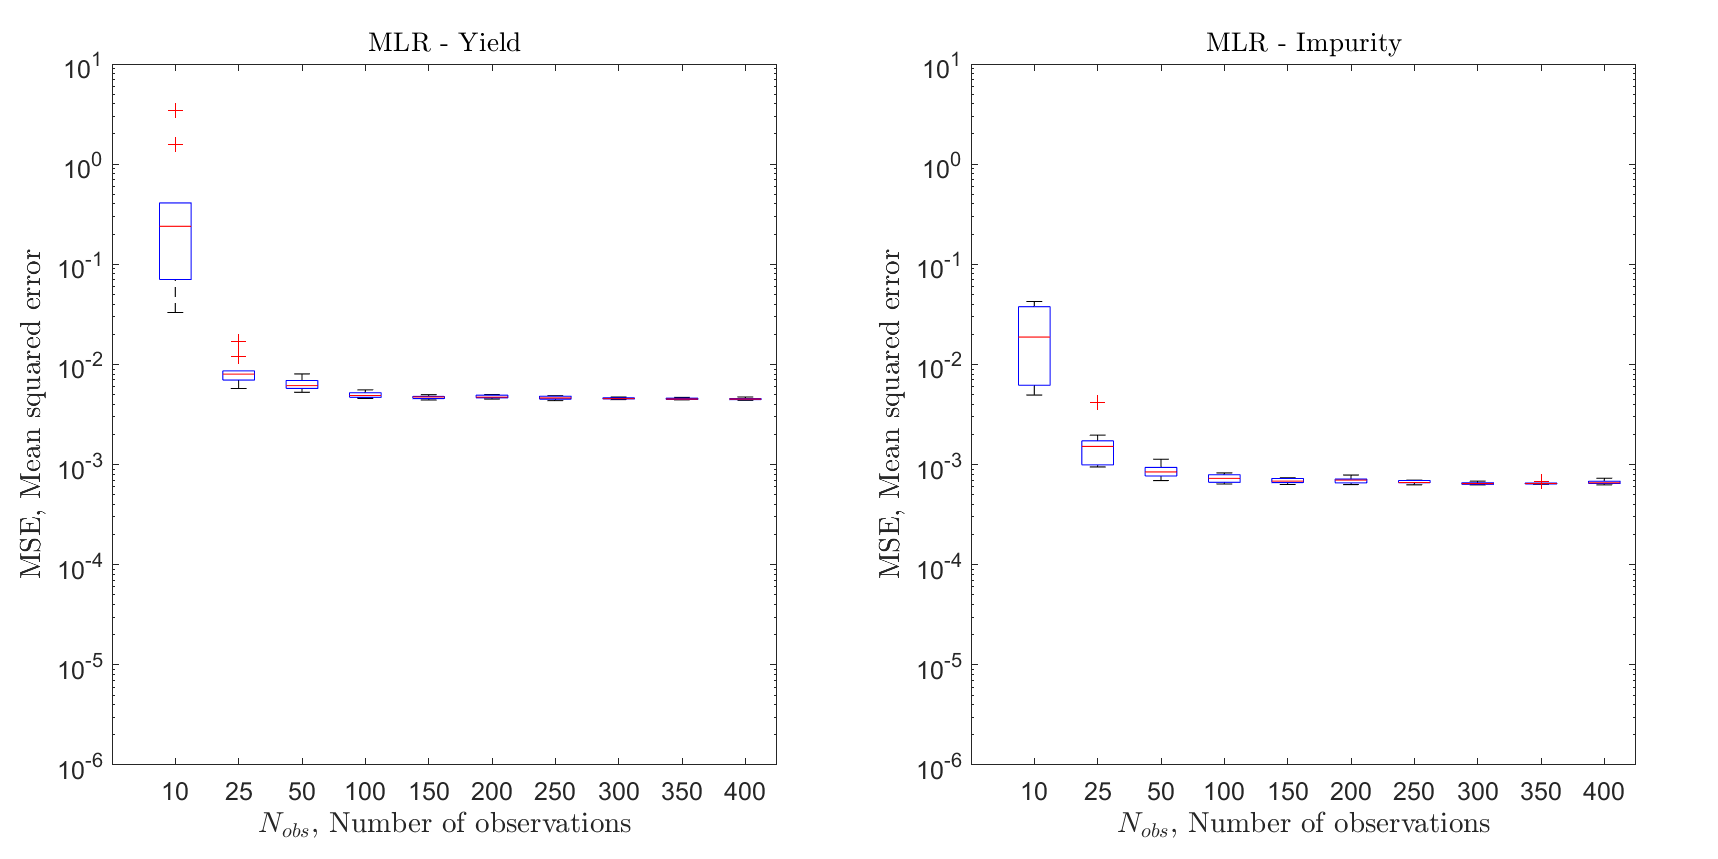 MLR - Yield
10^1
10^0
10^-1
10^-2
10^-3
10^-4
10^-5
10^-6
MSE, Mean squared error
10 25 50 100 150 200 250 300 350 400
N_obs, Number of observations
MLR - Impurity
10^1
10^0
10^-1
10^-2
10^-3
10^-4
10^-5
10^-6
MSE, Mean squared error
10 25 50 100 150 200 250 300 350 400
N_obs, Number of observations